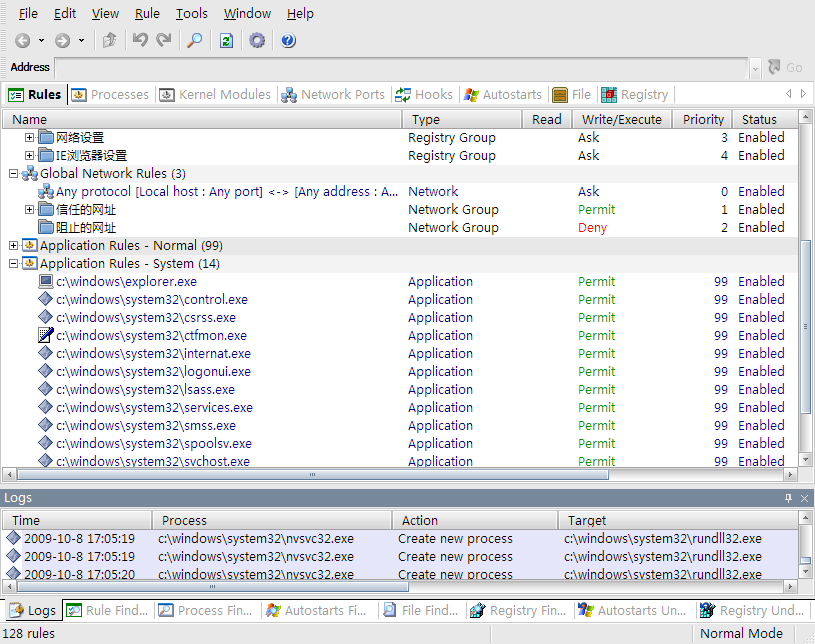 File Edit View Rule Tools Window Help
Address Go
Rules Processes Kernel Modules Network Ports Hooks Autostarts File Registry
Name Type Read Write/Execute Priority Status
网络设置 Registry Group Ask 3 Enabled
IE浏览器设置 Registry Group Ask 4 Enabled
Global Network Rules (3)
Any protocol [Local host : Any port] <-> [Any address : A... Network Ask 0 Enabled
信任的网址 Network Group Permit 1 Enabled
阻止的网址 Network Group Deny 2 Enabled
Application Rules - Normal (99)
Application Rules - System (14)
c:\windows\explorer.exe Application Permit 99 Enabled
c:\windows\system32\control.exe Application Permit 99 Enabled
c:\windows\system32\csrss.exe Application Permit 99 Enabled
c:\windows\system32\ctfmon.exe Application Permit 99 Enabled
c:\windows\system32\internat.exe Application Permit 99 Enabled
c:\windows\system32\logonui.exe Application Permit 99 Enabled
c:\windows\system32\lsass.exe Application Permit 99 Enabled
c:\windows\system32\services.exe Application Permit 99 Enabled
c:\windows\system32\smss.exe Application Permit 99 Enabled
c:\windows\system32\spoolsv.exe Application Permit 99 Enabled
c:\windows\system32\svchost.exe Application Permit 99 Enabled
Logs
Time Process Action Target
2009-10-8 17:05:19 c:\windows\system32\nvsvc32.exe Create new process c:\windows\system32\rundll32.exe
2009-10-8 17:05:19 c:\windows\system32\nvsvc32.exe Create new process c:\windows\system32\rundll32.exe
2009-10-8 17:05:20 c:\windows\system32\nvsvc32.exe Create new process c:\windows\system32\rundll32.exe
Logs Rule Find... Process Fin... Autostarts Fi... File Find... Registry Fin... Autostarts Un... Registry Und...
128 rules Normal Mode